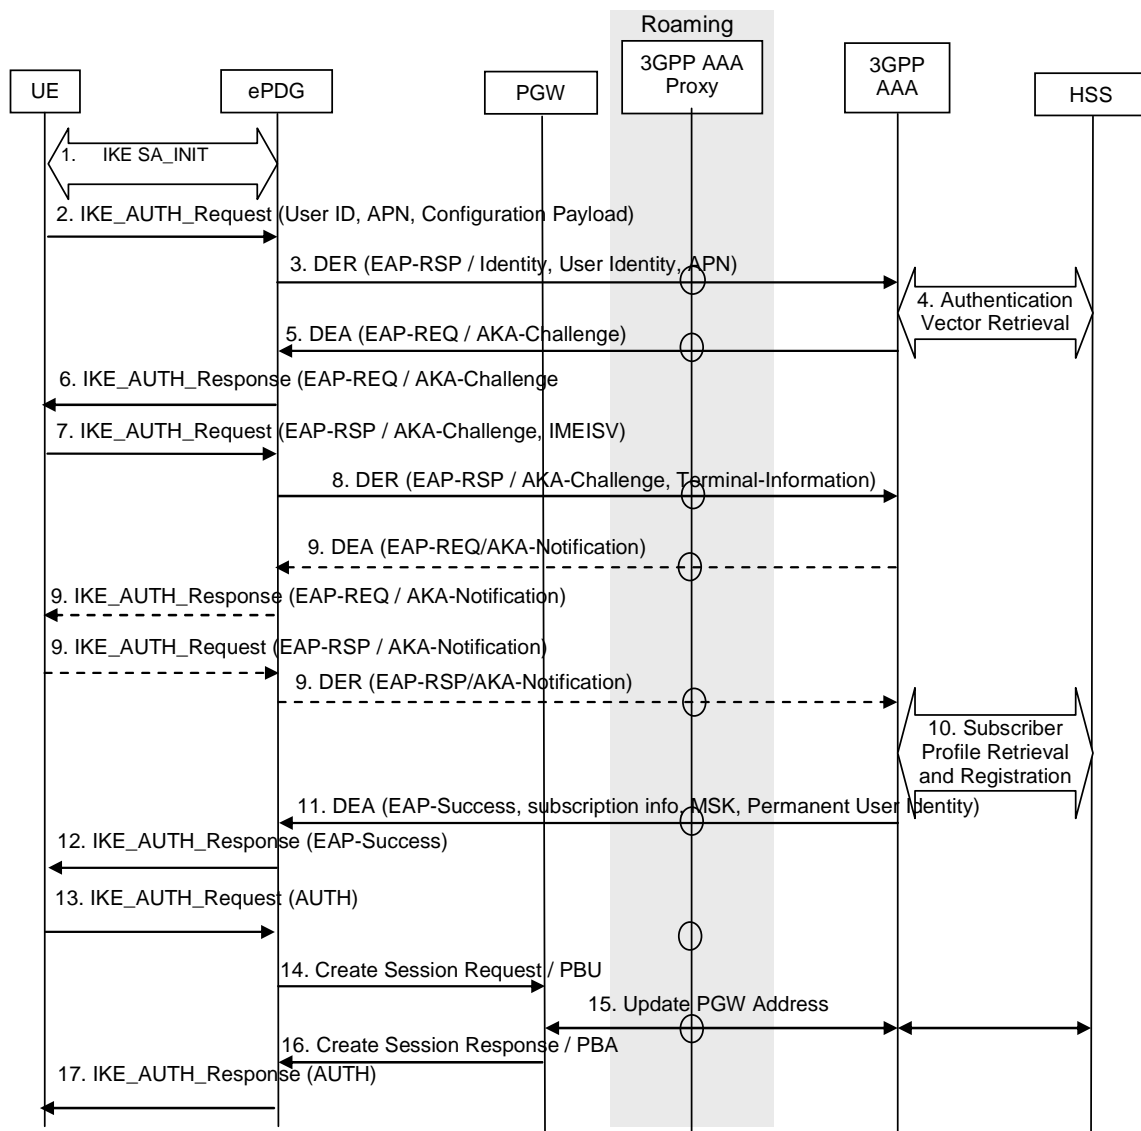 Roaming
UE
ePDG
PGW
3GPP AAA
Proxy
3GPP
AAA
HSS
1. IKE SA_INIT
2. IKE_AUTH_Request (User ID, APN, Configuration Payload)
3. DER (EAP-RSP / Identity, User Identity, APN)
4. Authentication
Vector Retrieval
5. DEA (EAP-REQ / AKA-Challenge)
6. IKE_AUTH_Response (EAP-REQ / AKA-Challenge
7. IKE_AUTH_Request (EAP-RSP / AKA-Challenge, IMEISV)
8. DER (EAP-RSP / AKA-Challenge, Terminal-Information)
9. DEA (EAP-REQ/AKA-Notification)
9. IKE_AUTH_Response (EAP-REQ / AKA-Notification)
9. IKE_AUTH_Request (EAP-RSP / AKA-Notification)
9. DER (EAP-RSP/AKA-Notification)
10. Subscriber
Profile Retrieval
and Registration
11. DEA (EAP-Success, subscription info, MSK, Permanent User Identity)
12. IKE_AUTH_Response (EAP-Success)
13. IKE_AUTH_Request (AUTH)
14. Create Session Request / PBU
15. Update PGW Address
16. Create Session Response / PBA
17. IKE_AUTH_Response (AUTH)